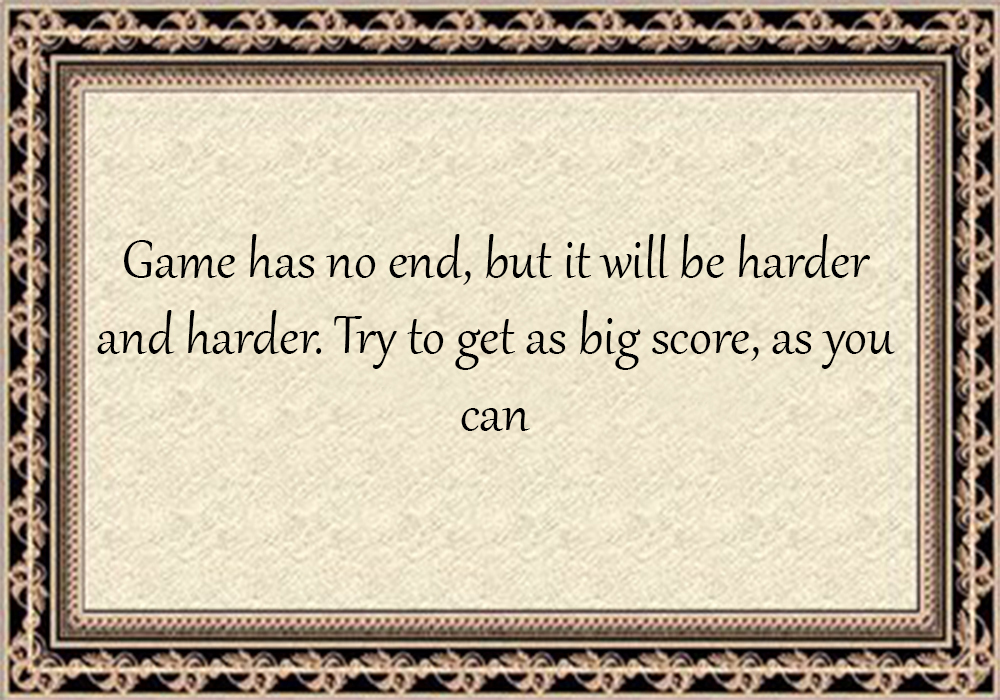 Game has no end, but it will be harder
and harder. Try to get as big score, as you
can